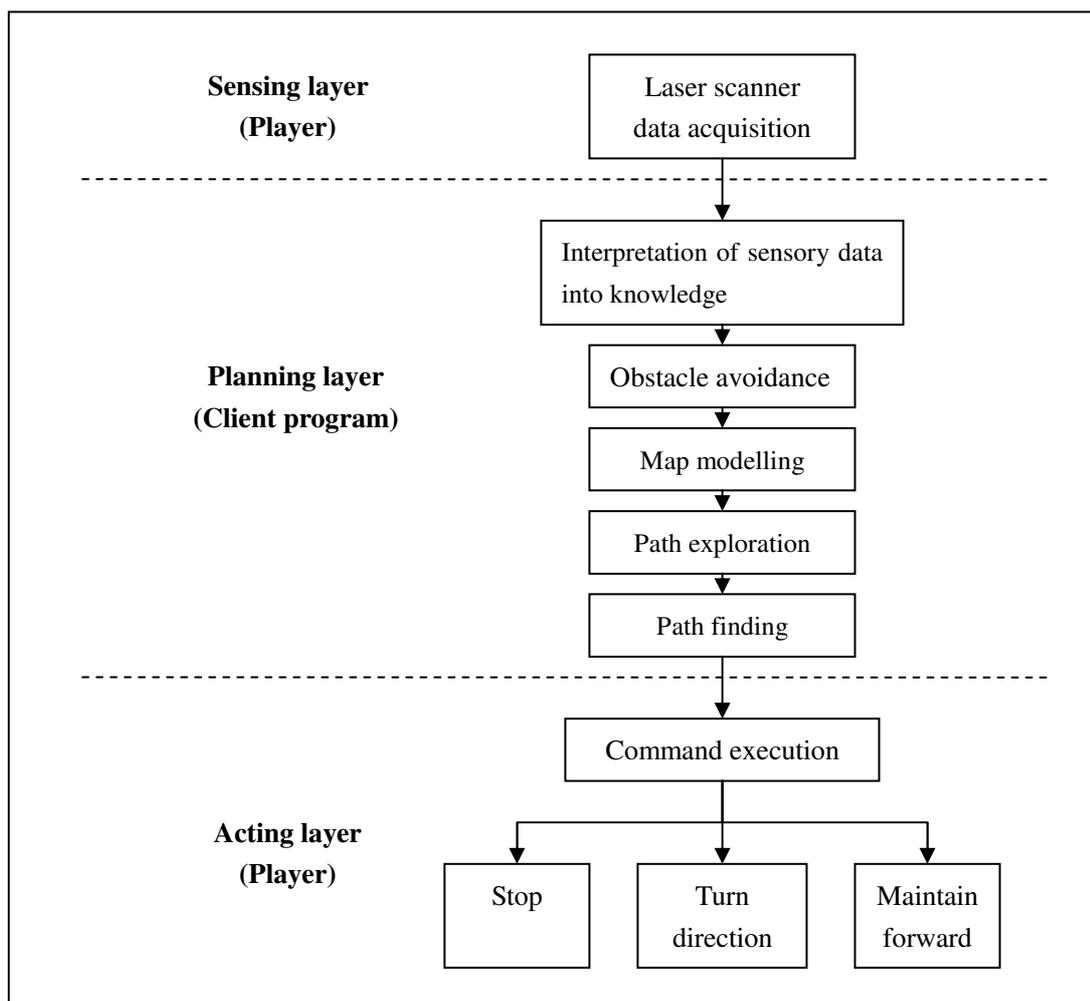 Sensing layer
(Player)
Laser scanner
data acquisition
Interpretation of sensory data
into knowledge
Planning layer
(Client program)
Obstacle avoidance
Map modelling
Path exploration
Path finding
Command execution
Acting layer
(Player)
Stop
Turn
direction
Maintain
forward